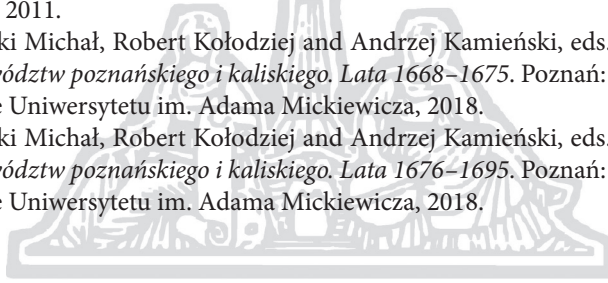 2011.
ki Michał, Robert Kołodziej and Andrzej Kamieński, eds.
wództw poznańskiego i kaliskiego. Lata 1668–1675. Poznań:
e Uniwersytetu im. Adama Mickiewicza, 2018.
ki Michał, Robert Kołodziej and Andrzej Kamieński, eds.
wództw poznańskiego i kaliskiego. Lata 1676–1695. Poznań:
e Uniwersytetu im. Adama Mickiewicza, 2018.